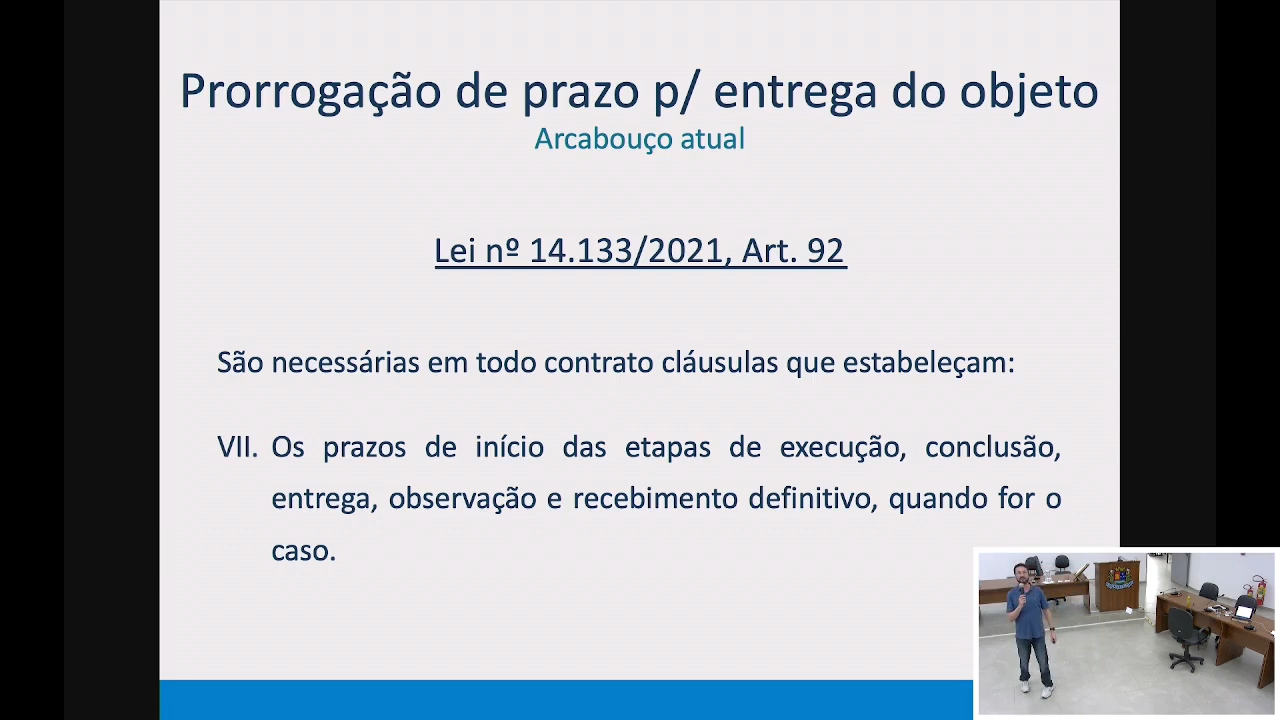 Prorrogação de prazo p/ entrega do objeto
Arcabouço atual
Lei nº 14.133/2021, Art. 92
São necessárias em todo contrato cláusulas que estabeleçam:
VII. Os prazos de início das etapas de execução, conclusão,
entrega, observação e recebimento definitivo, quando for o
caso.